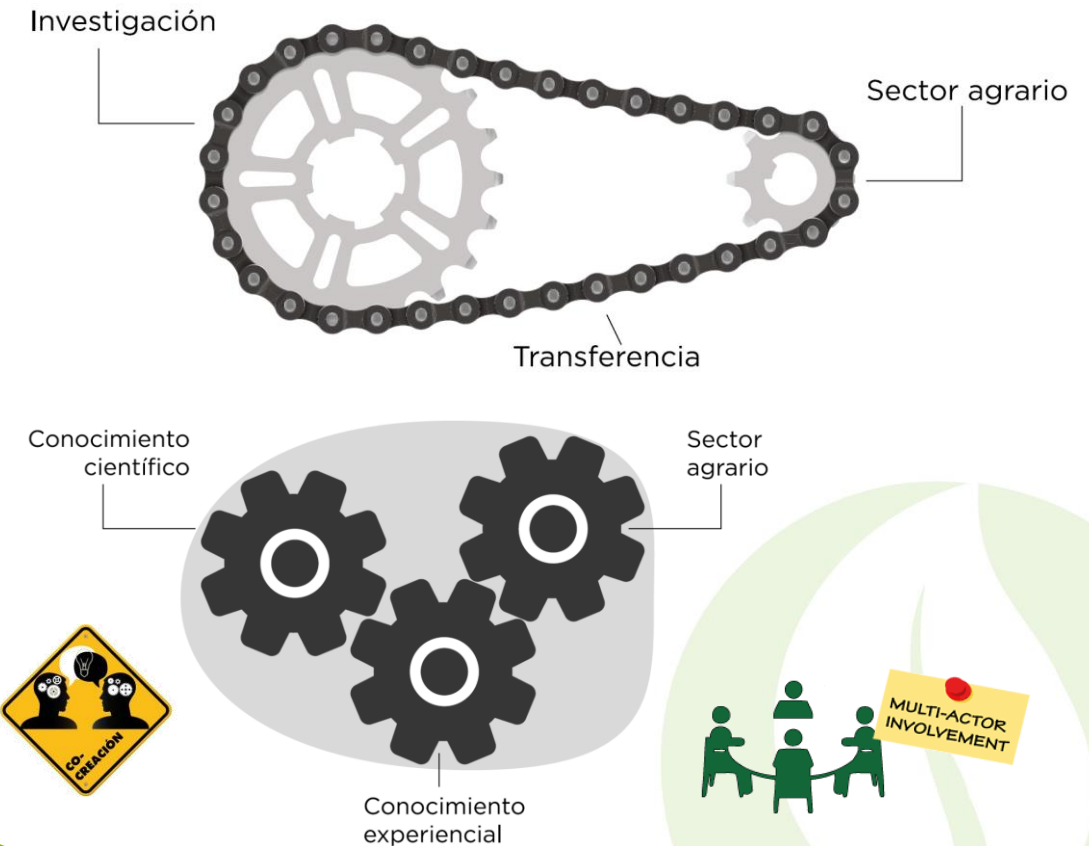 Investigación
Sector agrario
Transferencia
Conocimiento
científico
Sector
agrario
CO-
CREACIÓN
MULTI-ACTOR
INVOLVEMENT
Conocimiento
experiencial